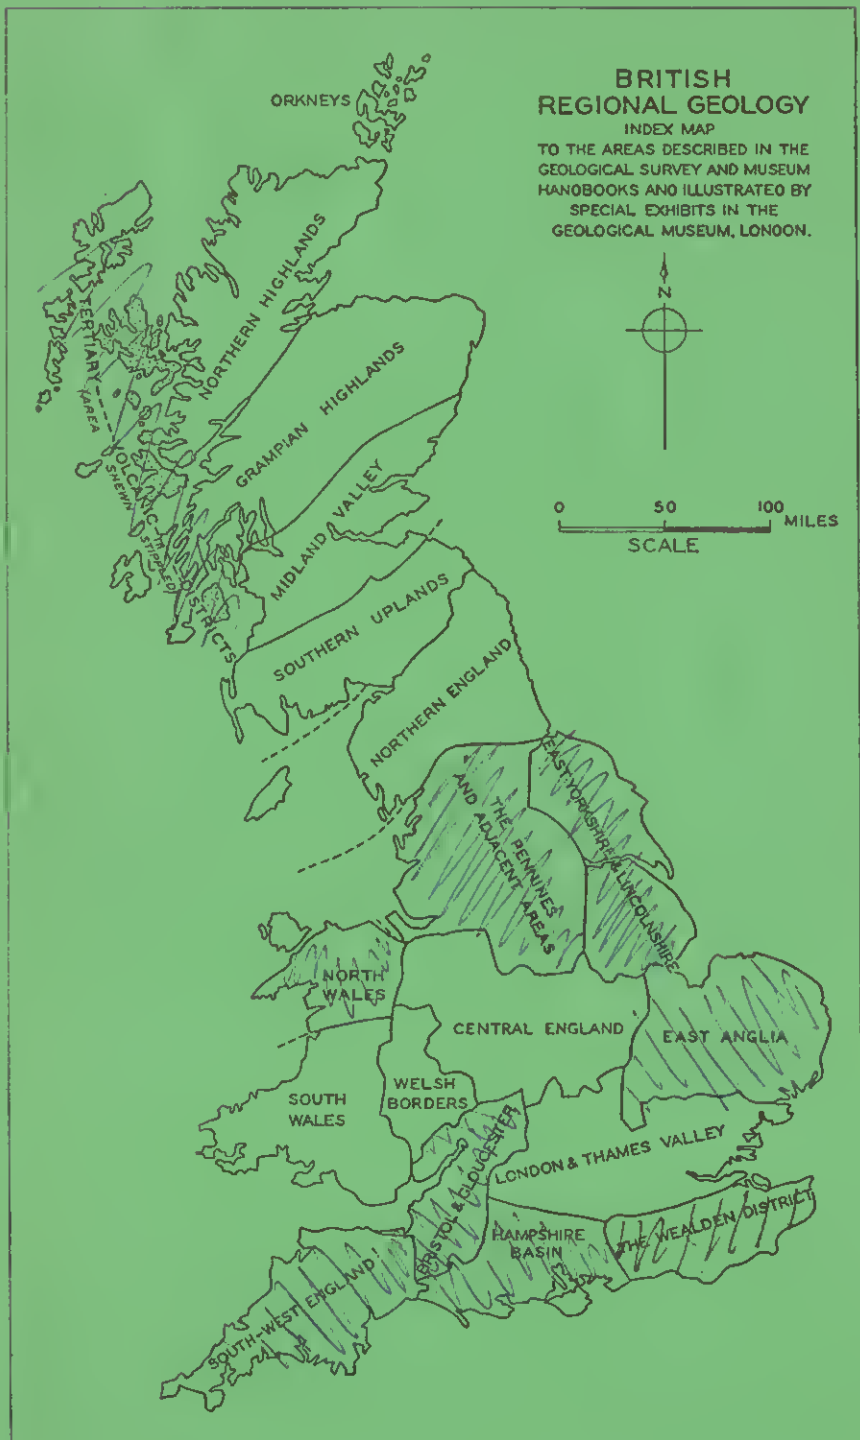 BRITISH
REGIONAL GEOLOGY
INDEX MAP
TO THE AREAS DESCRIBED IN THE
GEOLOGICAL SURVEY AND MUSEUM
HANDBOOKS AND ILLUSTRATED BY
SPECIAL EXHIBITS IN THE
GEOLOGICAL MUSEUM, LONDON.
N
0 50 100 MILES
SCALE
ORKNEYS
NORTHERN HIGHLANDS
TERTIARY VOLCANIC DISTRICTS
(AREA SHEWN STIPPLED)
GRAMPIAN HIGHLANDS
MIDLAND VALLEY
SOUTHERN UPLANDS
NORTHERN ENGLAND
THE PENNINES
AND ADJACENT AREAS
EAST YORKSHIRE & LINCOLNSHIRE
NORTH
WALES
CENTRAL ENGLAND
EAST ANGLIA
WELSH
BORDERS
SOUTH
WALES
BRISTOL & GLOUCESTER
LONDON & THAMES VALLEY
HAMPSHIRE
BASIN
THE WEALDEN DISTRICT
SOUTH-WEST ENGLAND